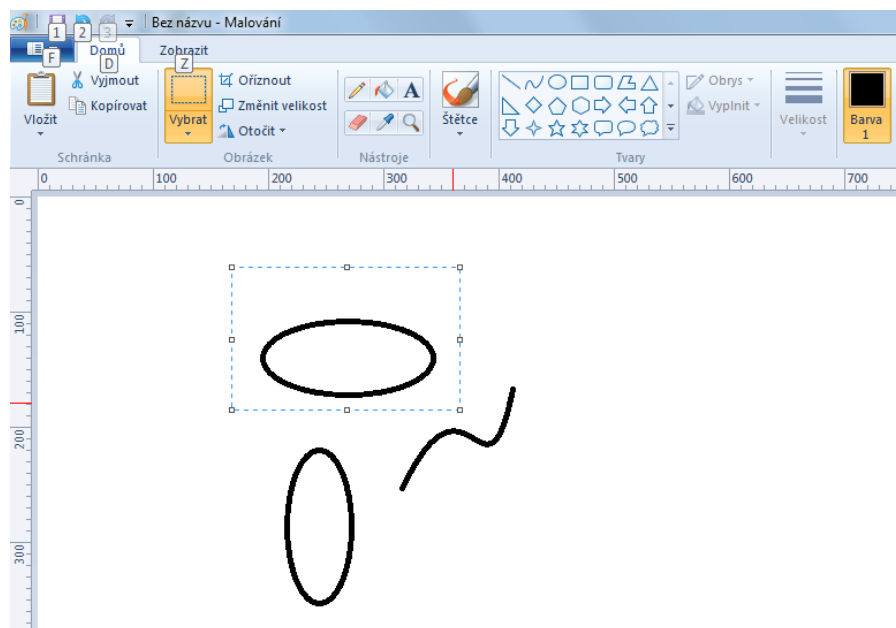 1 2 3 Bez názvu - Malování
F Domů Zobrazit
D Z
Vyjmout Oříznout Obrys
Kopírovat Změnit velikost A Vyplnit
Vložit Vybrat Otočit Štětce Velikost Barva
1
Schránka Obrázek Nástroje Tvary
0 100 200 300 400 500 600 700
0
100
200
300